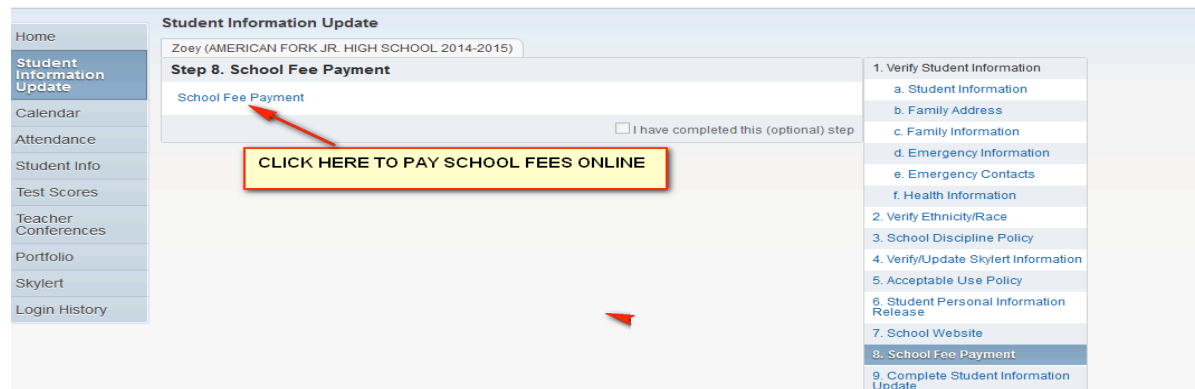 Student Information Update
Home
Student
Information
Update
Calendar
Attendance
Student Info
Test Scores
Teacher
Conferences
Portfolio
Skylert
Login History
Zoey (AMERICAN FORK JR. HIGH SCHOOL 2014-2015)
Step 8. School Fee Payment
School Fee Payment
I have completed this (optional) step
CLICK HERE TO PAY SCHOOL FEES ONLINE
1. Verify Student Information
a. Student Information
b. Family Address
c. Family Information
d. Emergency Information
e. Emergency Contacts
f. Health Information
2. Verify Ethnicity/Race
3. School Discipline Policy
4. Verify/Update Skylert Information
5. Acceptable Use Policy
6. Student Personal Information
Release
7. School Website
8. School Fee Payment
9. Complete Student Information
Update